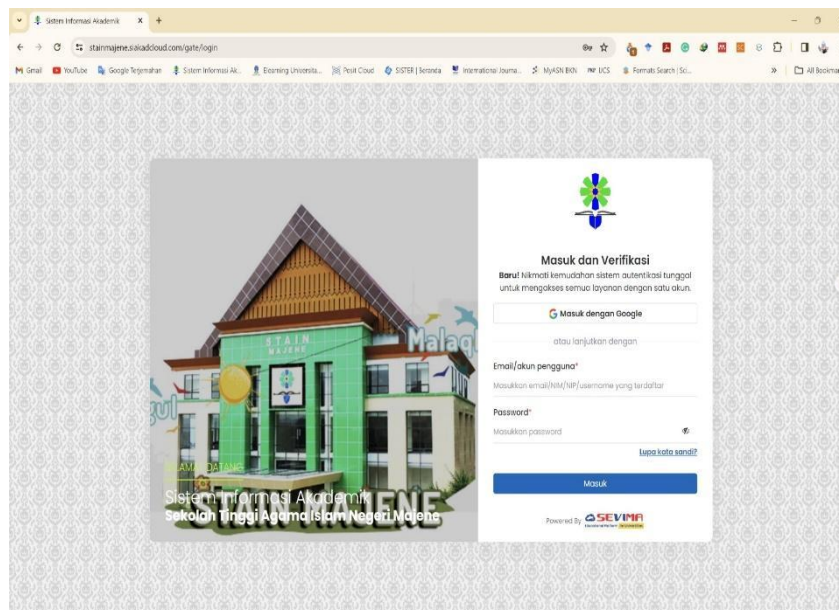 Sistem Informasi Akademik
stainmajene.siakadcloud.com/gate/login
Gmail YouTube Google Terjemahan Sistem Informasi Ak... Elearning Universita... Posit Cloud SISTER | Beranda International Journa... MyASN BKN UCS Formats Search | Sci... All Bookmar
STAIN
MAJENE
Malaq
SELAMAT DATANG
Sistem Informasi Akademik
Sekolah Tinggi Agama Islam Negeri Majene
STAIN MAJENE
Masuk dan Verifikasi
Baru! Nikmati kemudahan sistem autentikasi tunggal
untuk mengakses semua layanan dengan satu akun.
Masuk dengan Google
atau lanjutkan dengan
Email/akun pengguna*
Masukkan email/NIM/NIP/username yang terdaftar
Password*
Masukkan password
Lupa kata sandi?
Masuk
Powered By SEVIMA